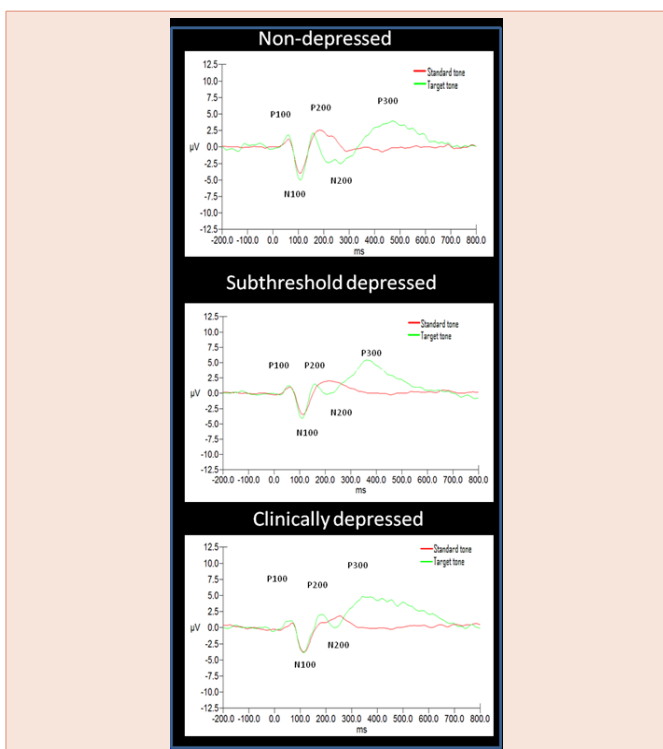 Non-depressed
12.5
10.0
7.5
5.0
2.5
µV 0.0
-2.5
-5.0
-7.5
-10.0
-12.5
Standard tone
Target tone
P100
P200
P300
N100
N200
-200.0 -100.0 0.0 100.0 200.0 300.0 400.0 500.0 600.0 700.0 800.0
ms
Subthreshold depressed
12.5
10.0
7.5
5.0
2.5
µV 0.0
-2.5
-5.0
-7.5
-10.0
-12.5
Standard tone
Target tone
P100
P200
P300
N100
N200
-200.0 -100.0 0.0 100.0 200.0 300.0 400.0 500.0 600.0 700.0 800.0
ms
Clinically depressed
12.5
10.0
7.5
5.0
2.5
µV 0.0
-2.5
-5.0
-7.5
-10.0
-12.5
Standard tone
Target tone
P100
P200
P300
N100
N200
-200.0 -100.0 0.0 100.0 200.0 300.0 400.0 500.0 600.0 700.0 800.0
ms